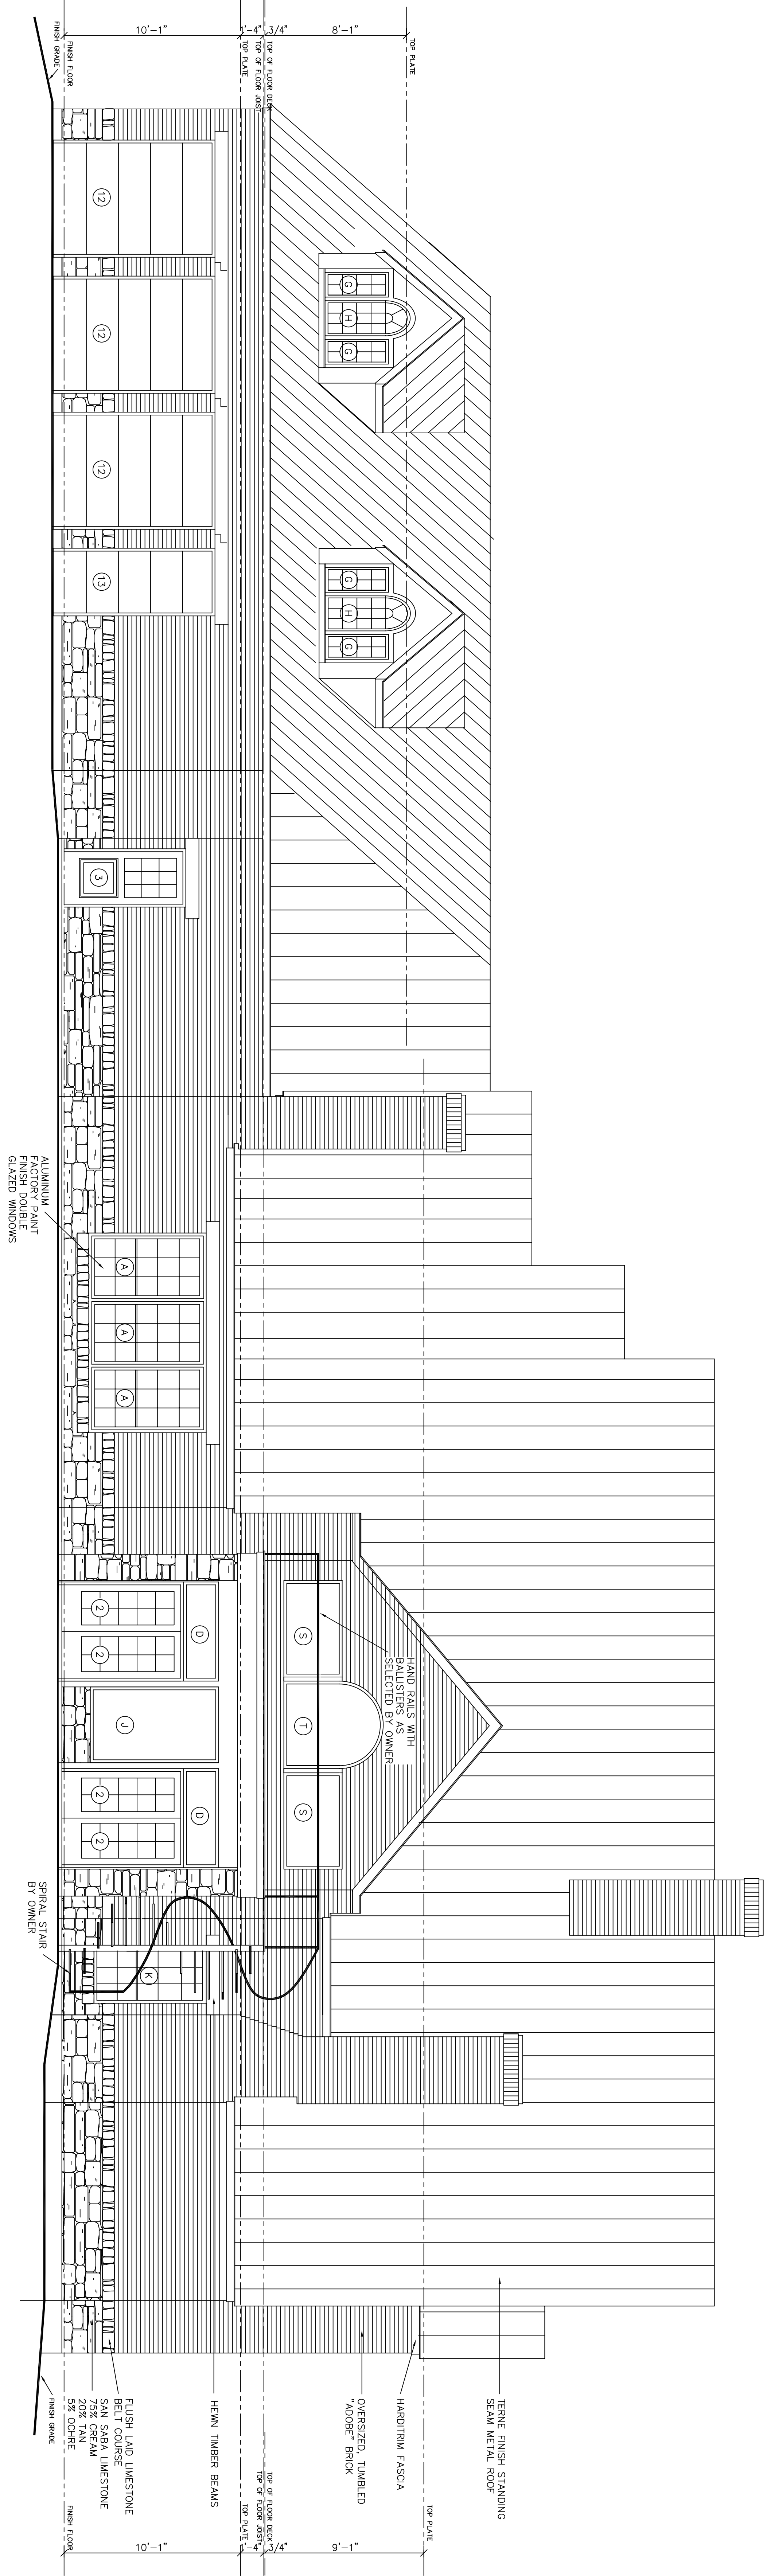 TOP PLATE
8'-1"
3/4"
TOP OF FLOOR DECK
TOP OF FLOOR JOIST
1'-4"
TOP PLATE
10'-1"
FINISH FLOOR
FINISH GRADE
G
H
G
G
H
G
12
12
12
13
3
A
A
A
ALUMINUM
FACTORY PAINT
FINISH DOUBLE
GLAZED WINDOWS
HAND RAILS WITH
BALLISTERS AS
SELECTED BY OWNER
S
T
S
D
D
2
2
J
2
2
K
SPIRAL STAIR
BY OWNER
TERNE FINISH STANDING
SEAM METAL ROOF
HARDITRIM FASCIA
OVERSIZED, TUMBLED
"ADOBE" BRICK
HEWN TIMBER BEAMS
FLUSH LAID LIMESTONE
BELT COURSE
SAN SABA LIMESTONE
75% CREAM
20% TAN
5% OCHRE
FINISH GRADE
TOP PLATE
9'-1"
3/4"
TOP OF FLOOR DECK
TOP OF FLOOR JOIST
1'-4"
TOP PLATE
10'-1"
FINISH FLOOR